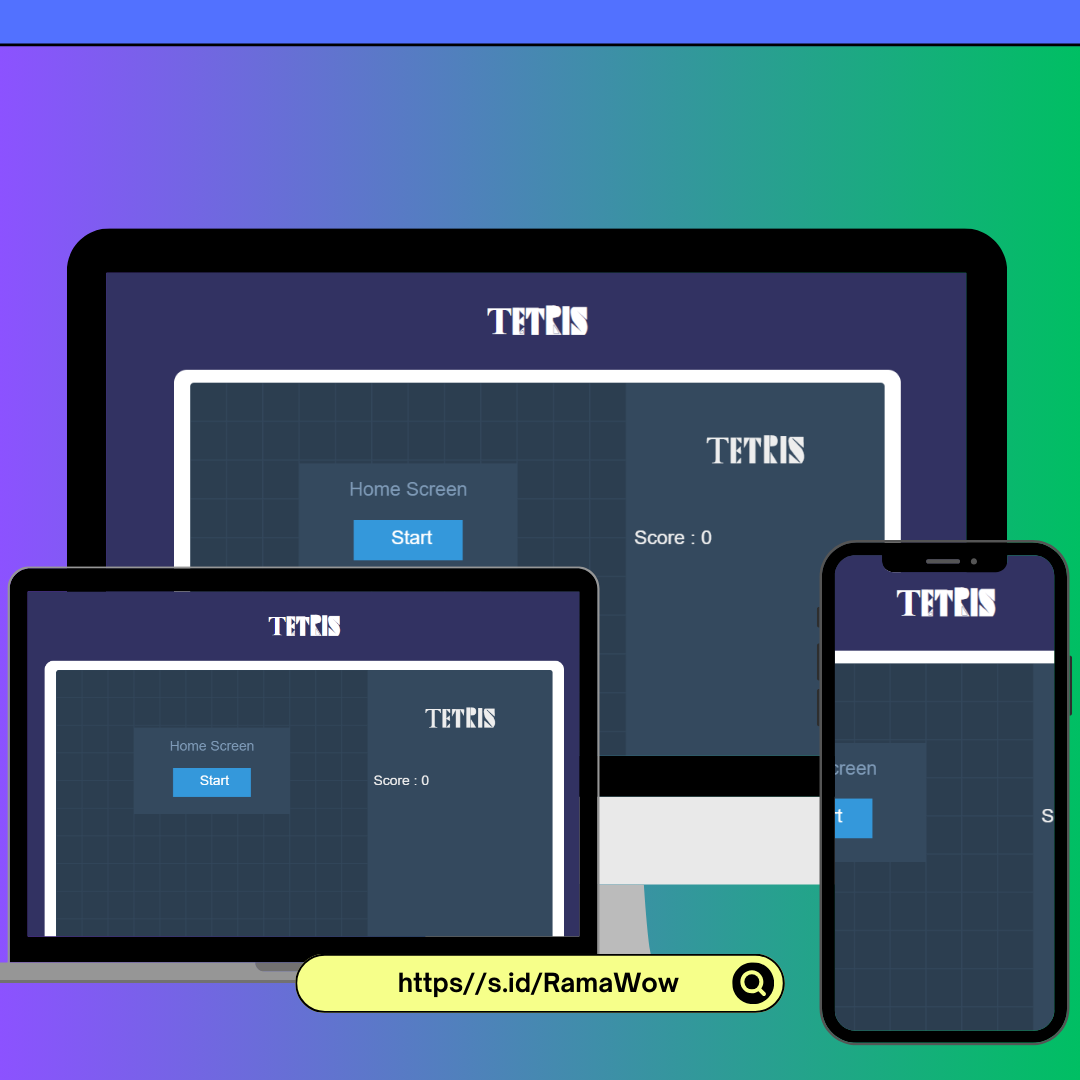 TETRIS
TETRIS
Home Screen
Start
Score : 0
TETRIS
TETRIS
Home Screen
Start
Score : 0
TETRIS
creen
rt
S
https//s.id/RamaWow